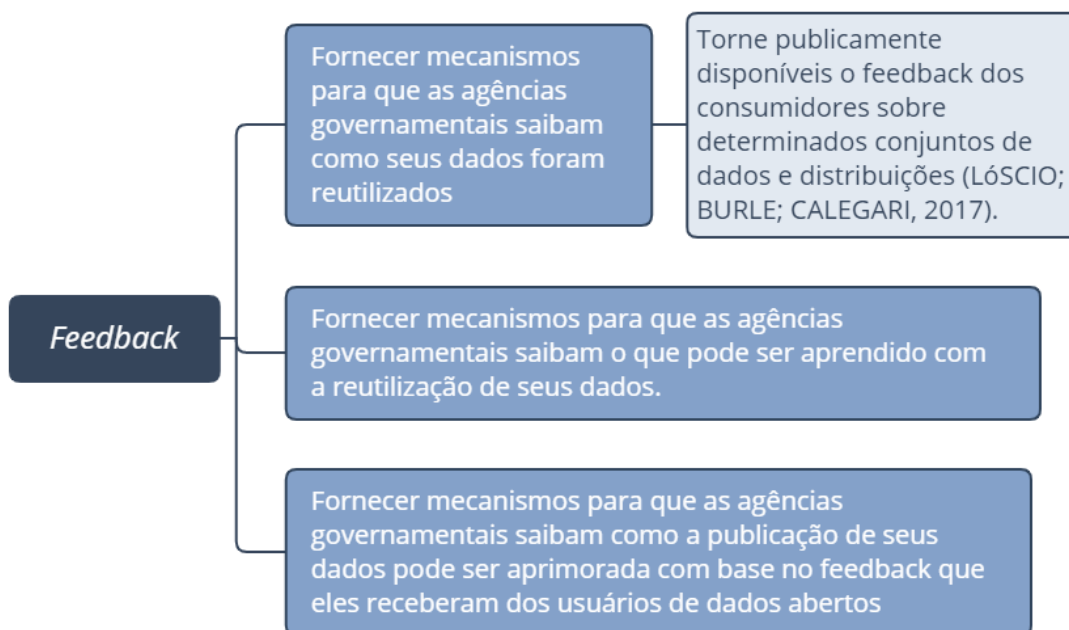 Fornecer mecanismos
para que as agências
governamentais saibam
como seus dados foram
reutilizados
Torne publicamente
disponíveis o feedback dos
consumidores sobre
determinados conjuntos de
dados e distribuições (LóSCIO;
BURLE; CALEGARI, 2017).
Feedback
Fornecer mecanismos para que as agências
governamentais saibam o que pode ser aprendido com
a reutilização de seus dados.
Fornecer mecanismos para que as agências
governamentais saibam como a publicação de seus
dados pode ser aprimorada com base no feedback que
eles receberam dos usuários de dados abertos